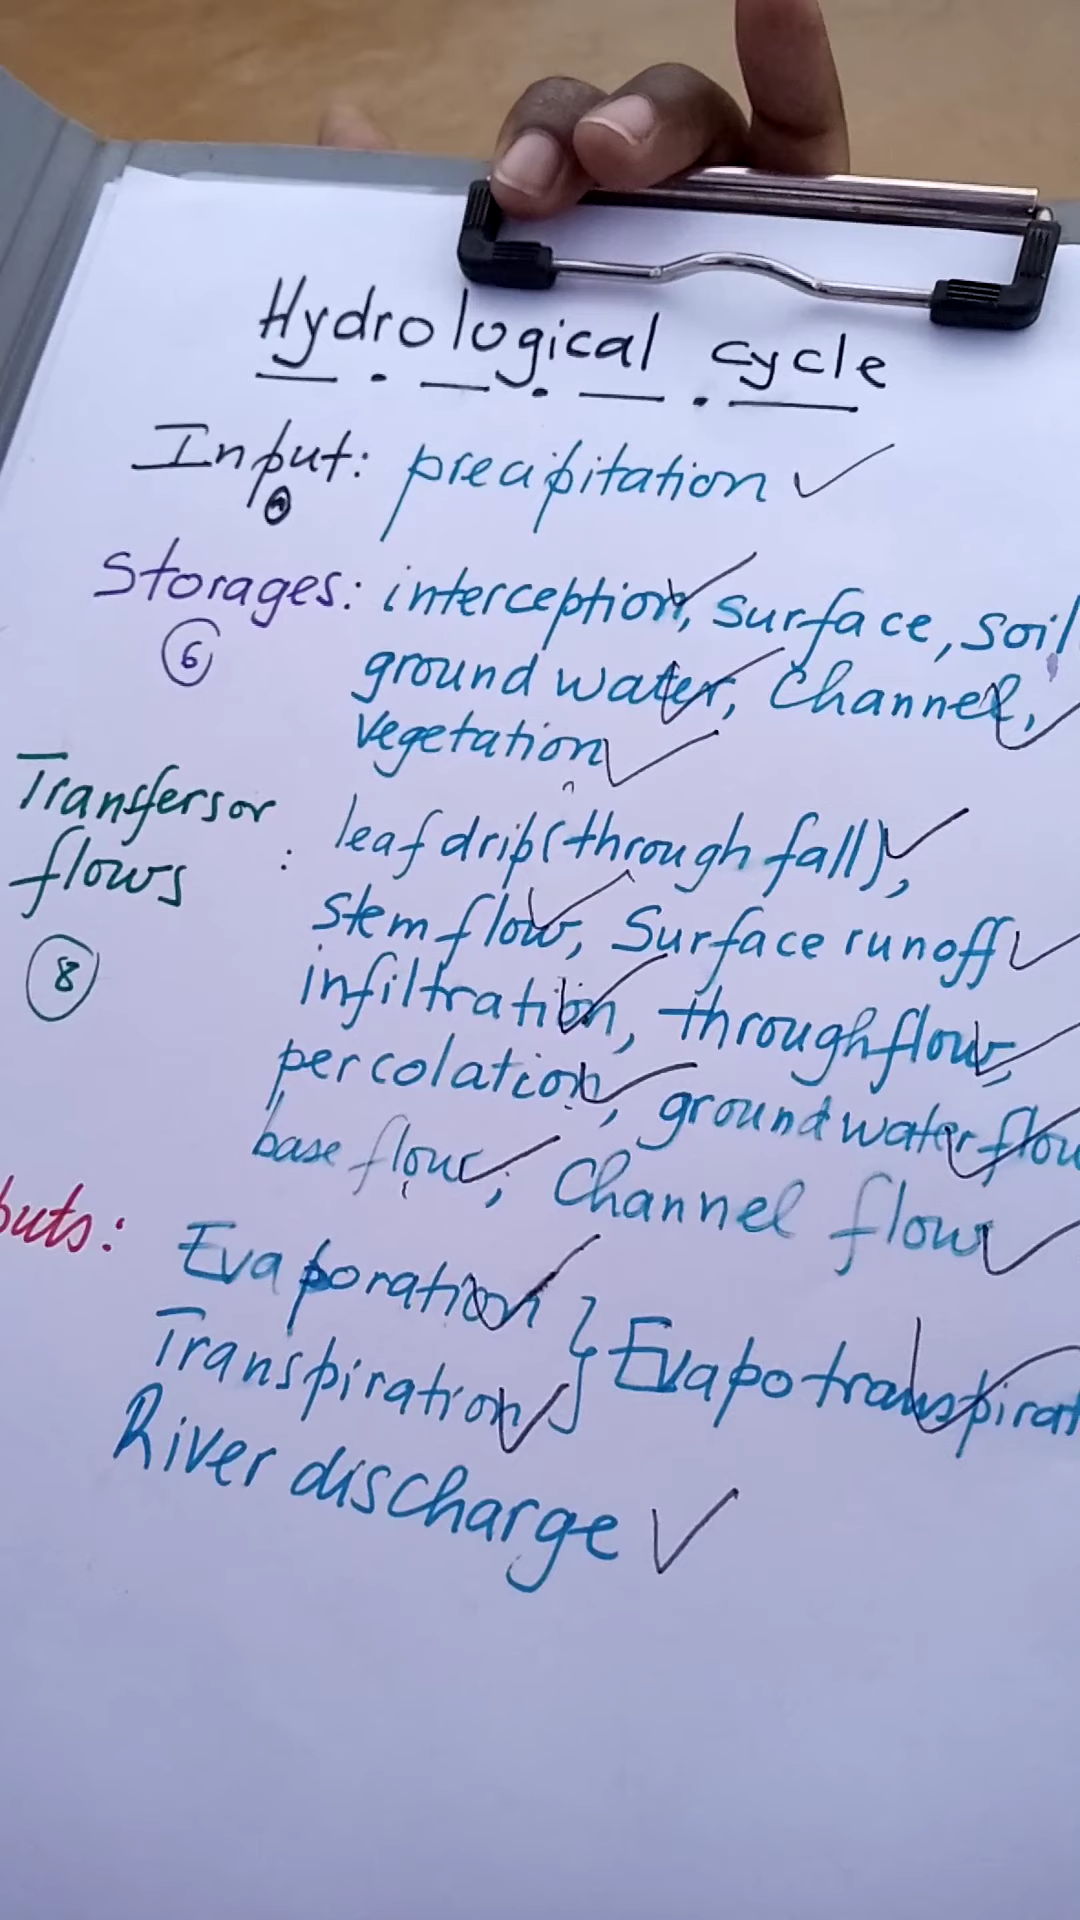 Hydrological cycle
Input: precipitation
Storages: interception, surface, soil
6
ground water, Channel,
vegetation
Transfers or
flows :
8
leaf drip (through fall),
stem flow, Surface runoff
infiltration, throughflow,
percolation, ground water flow
base flow, Channel flow
puts: Evaporation
Transpiration } Evapotranspirat
River discharge